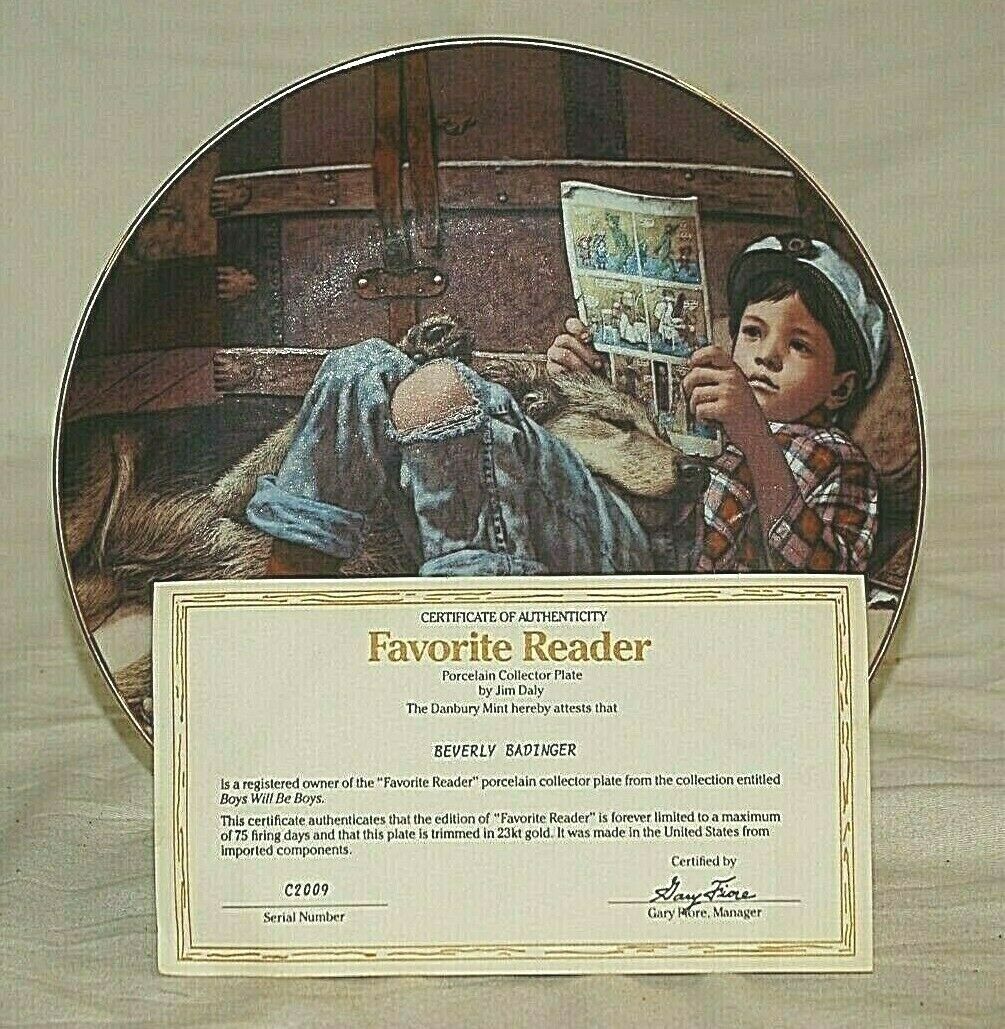 CERTIFICATE OF AUTHENTICITY
Favorite Reader
Porcelain Collector Plate
by Jim Daly
The Danbury Mint hereby attests that
BEVERLY BADINGER
is a registered owner of the "Favorite Reader" porcelain collector plate from the collection entitled
Boys Will Be Boys.
This certificate authenticates that the edition of "Favorite Reader" is forever limited to a maximum
of 75 firing days and that this plate is trimmed in 23kt gold. It was made in the United States from
imported components.
Certified by
C2009
Gary Fiore
Serial Number
Gary Fiore, Manager